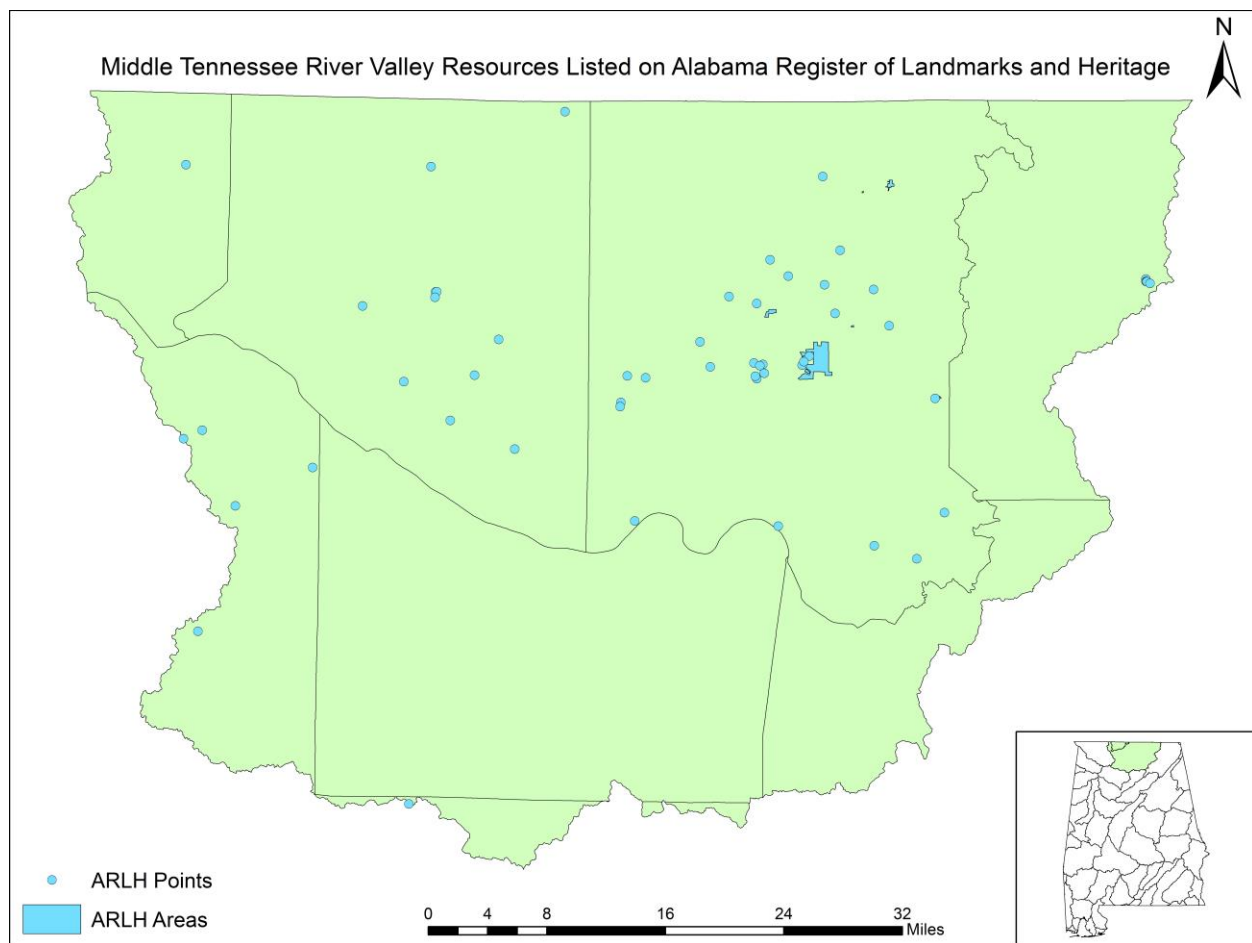 N
Middle Tennessee River Valley Resources Listed on Alabama Register of Landmarks and Heritage
ARLH Points
ARLH Areas
0 4 8 16 24 32
Miles